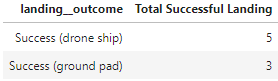 landing__outcome Total Successful Landing
Success (drone ship) 5
Success (ground pad) 3